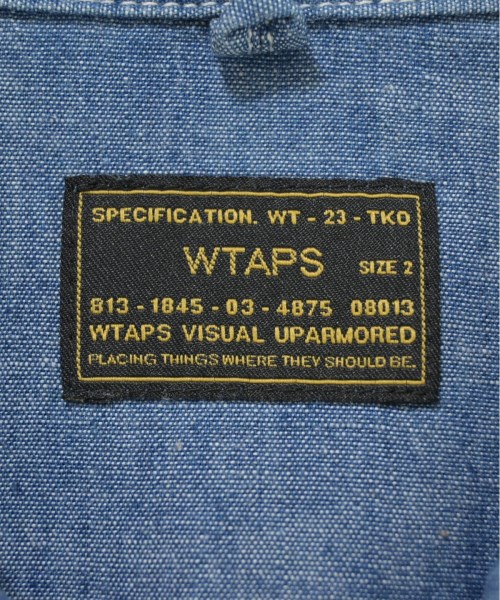 SPECIFICATION. WT - 23 - TKO
WTAPS SIZE 2
813 - 1845 - 03 - 4875 08013
WTAPS VISUAL UPARMORED
PLACING THINGS WHERE THEY SHOULD BE.